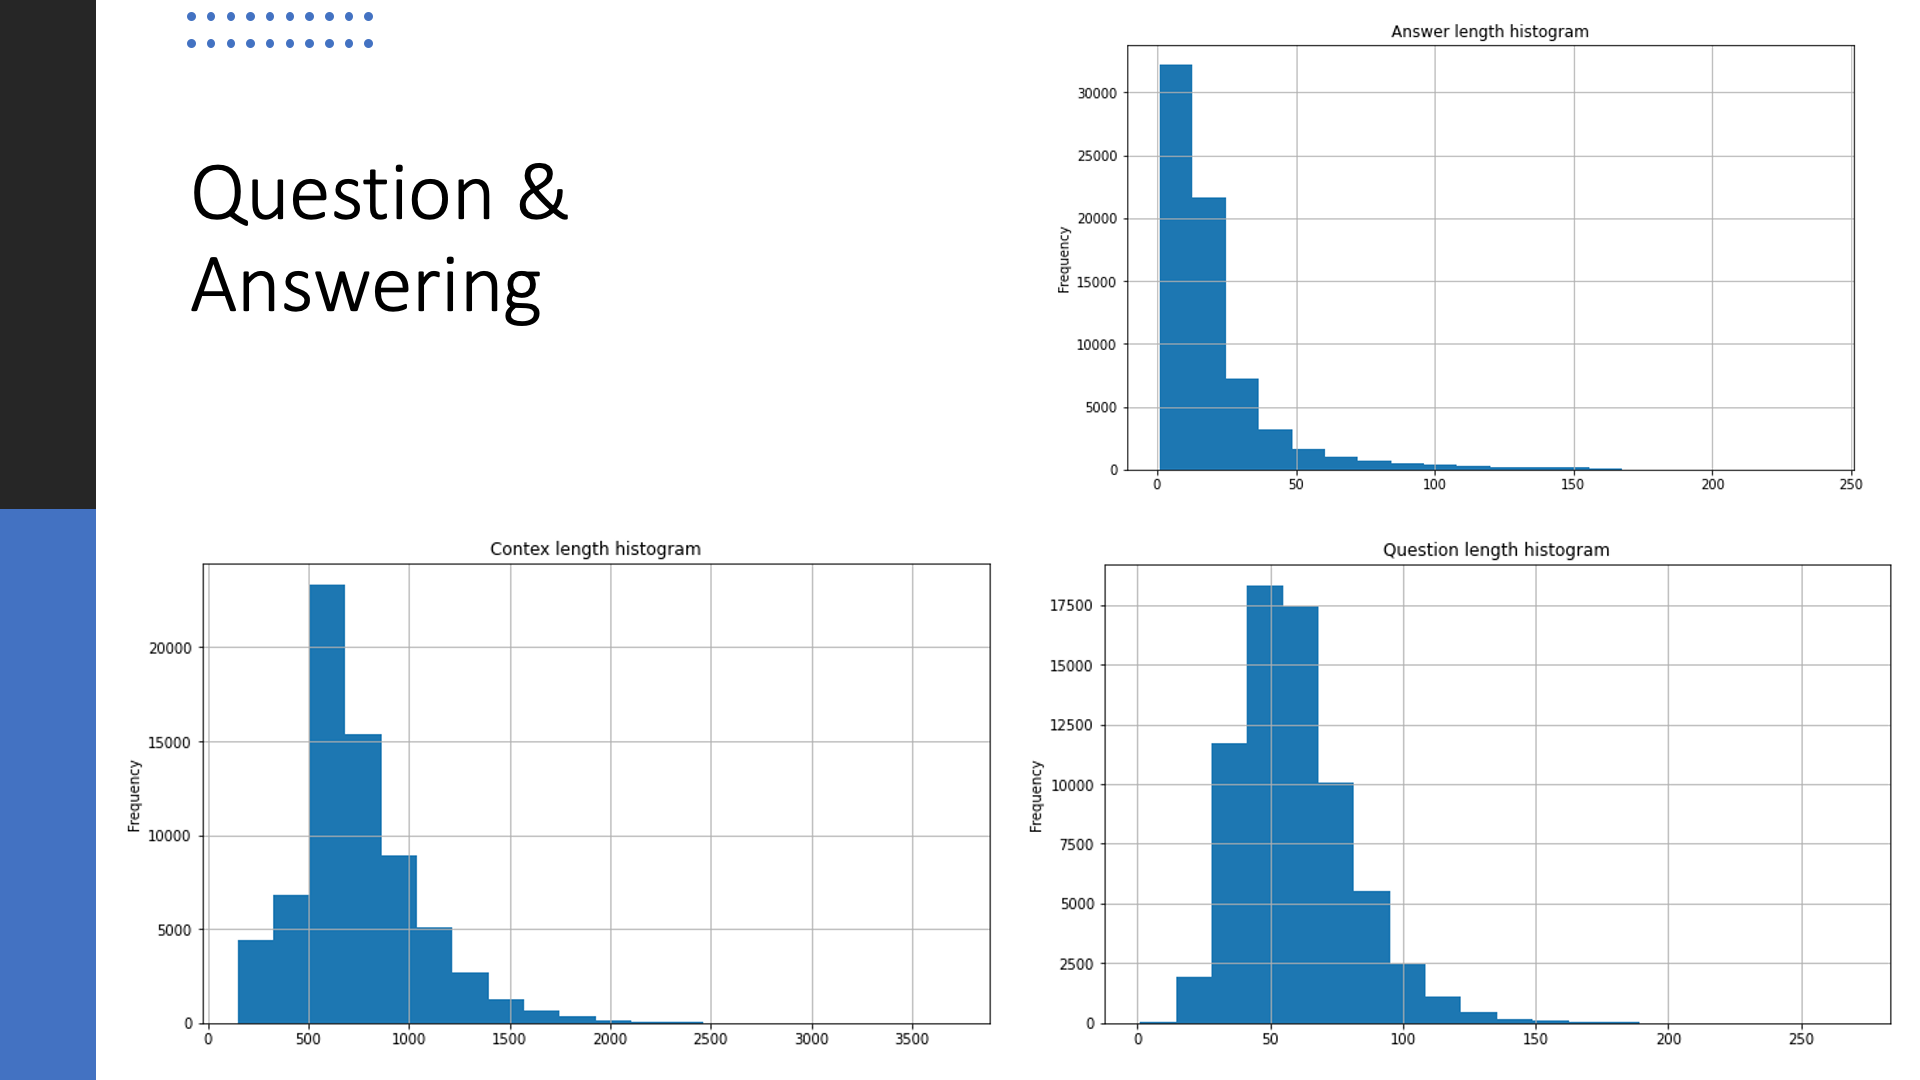 Question &
Answering
Answer length histogram
Frequency
30000
25000
20000
15000
10000
5000
0
0 50 100 150 200 250
Contex length histogram
Frequency
20000
15000
10000
5000
0
0 500 1000 1500 2000 2500 3000 3500
Question length histogram
Frequency
17500
15000
12500
10000
7500
5000
2500
0
0 50 100 150 200 250